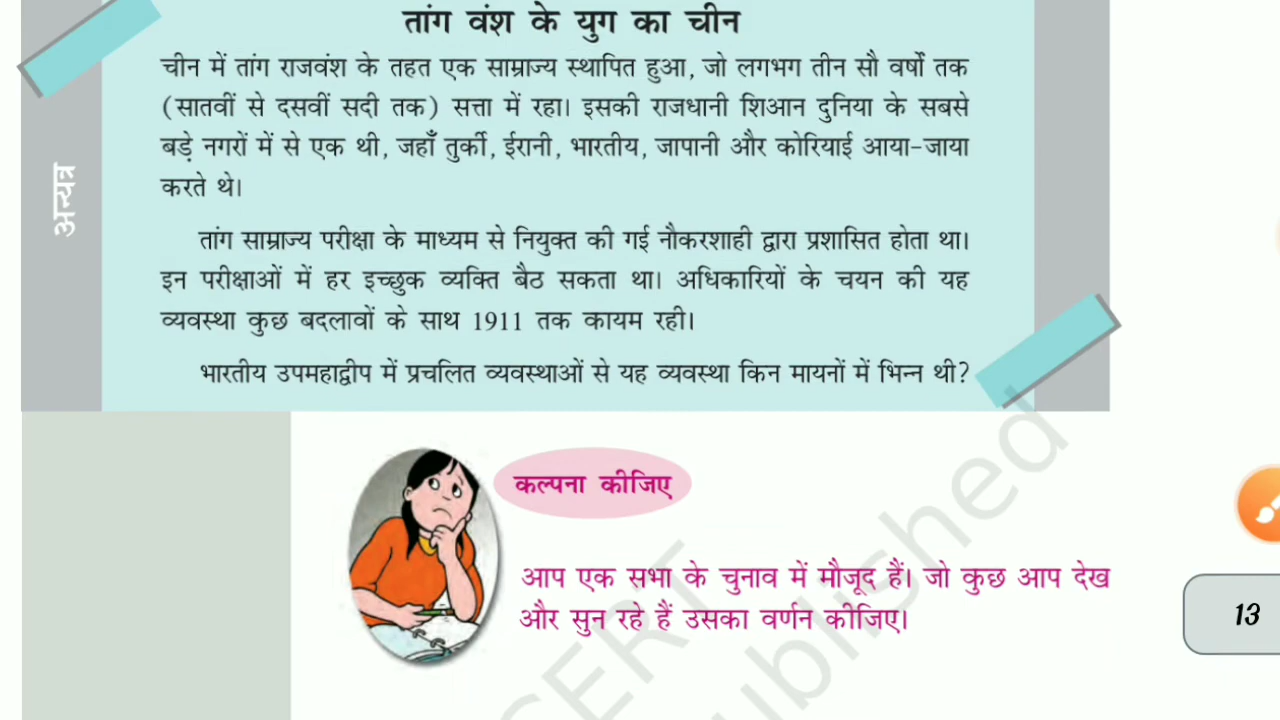 तांग वंश के युग का चीन
चीन में तांग राजवंश के तहत एक साम्राज्य स्थापित हुआ, जो लगभग तीन सौ वर्षों तक
(सातवीं से दसवीं सदी तक) सत्ता में रहा। इसकी राजधानी शिआन दुनिया के सबसे
बड़े नगरों में से एक थी, जहाँ तुर्की, ईरानी, भारतीय, जापानी और कोरियाई आया-जाया
करते थे।
तांग साम्राज्य परीक्षा के माध्यम से नियुक्त की गई नौकरशाही द्वारा प्रशासित होता था।
इन परीक्षाओं में हर इच्छुक व्यक्ति बैठ सकता था। अधिकारियों के चयन की यह
व्यवस्था कुछ बदलावों के साथ 1911 तक कायम रही।
भारतीय उपमहाद्वीप में प्रचलित व्यवस्थाओं से यह व्यवस्था किन मायनों में भिन्न थी?
अन्यत्र
कल्पना कीजिए
आप एक सभा के चुनाव में मौजूद हैं। जो कुछ आप देख
और सुन रहे हैं उसका वर्णन कीजिए।
13